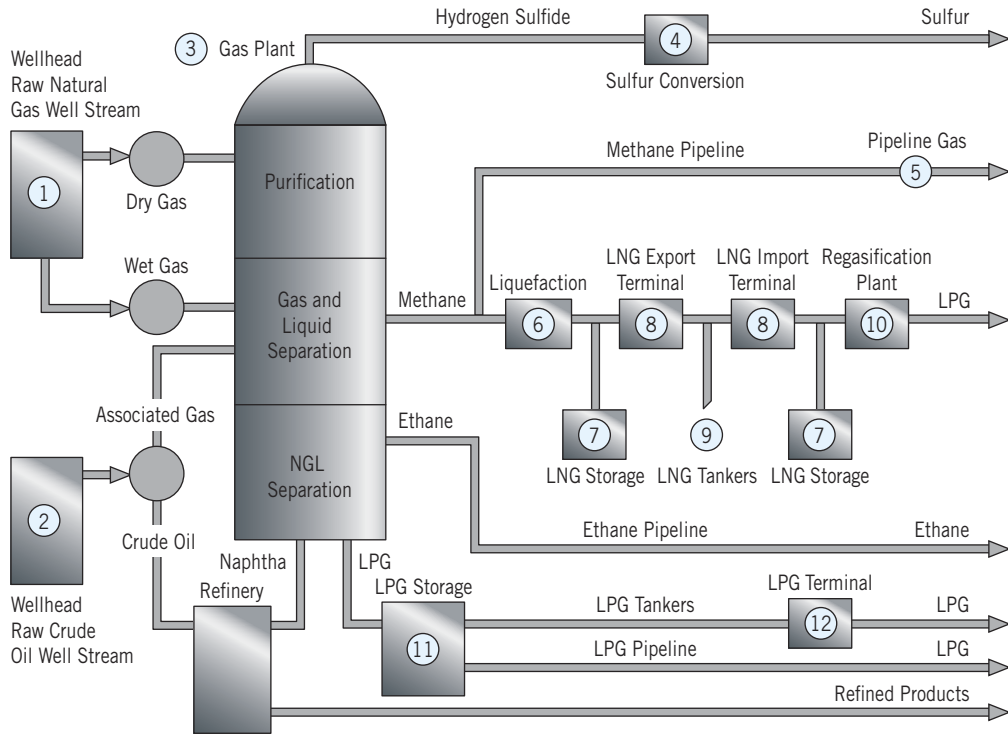 Hydrogen Sulfide
Sulfur
3 Gas Plant
4
Sulfur Conversion
Wellhead
Raw Natural
Gas Well Stream
1
Dry Gas
Purification
Methane Pipeline
Pipeline Gas
5
Wet Gas
Gas and
Liquid
Separation
Methane
Liquefaction
6
LNG Export
Terminal
8
LNG Import
Terminal
8
Regasification
Plant
10
LPG
7
LNG Storage
9
LNG Tankers
7
LNG Storage
Associated Gas
Ethane
NGL
Separation
2
Crude Oil
Ethane Pipeline
Ethane
Wellhead
Raw Crude
Oil Well Stream
Naphtha
Refinery
LPG
LPG Storage
11
LPG Tankers
LPG Terminal
12
LPG
LPG Pipeline
LPG
Refined Products